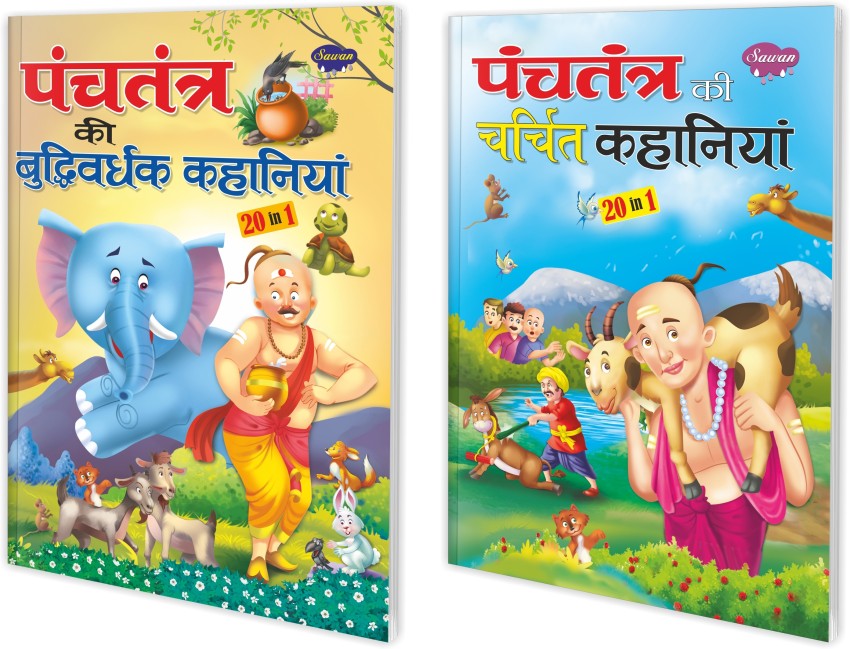 Sawan
पंचतंत्र
की
बुद्धिवर्धक कहानियां
20 in 1
Sawan
पंचतंत्र की
चर्चित कहानियां
20 in 1